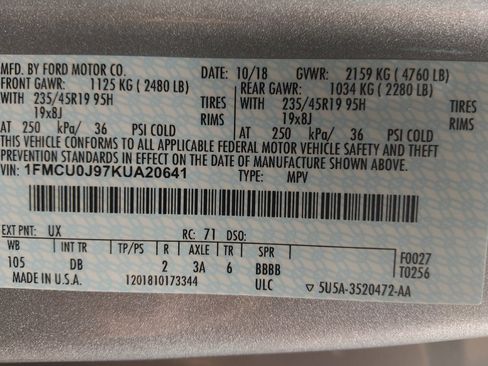 MFD. BY FORD MOTOR CO.
DATE: 10/18 GVWR: 2159 KG (4760 LB)
FRONT GAWR: 1125 KG (2480 LB) REAR GAWR: 1034 KG (2280 LB)
WITH 235/45R19 95H TIRES WITH 235/45R19 95H TIRES
19x8J RIMS 19x8J RIMS
AT 250 kPa/ 36 AT 250 kPa/ 36
THIS VEHICLE CONFORMS TO ALL APPLICABLE FEDERAL MOTOR VEHICLE SAFETY, BUMPER, AND THEFT
PREVENTION STANDARDS IN EFFECT ON THE DATE OF MANUFACTURE SHOWN ABOVE.
VIN: 1FMCU0J97KUA20641 TYPE: MPV
EXT PNT: UX RC: 71 DSO:
WB INT TR TP/PS R AXLE TR SPR
105 DB 2 3A 6 BBBB
F0027
T0256
MADE IN U.S.A. 1201810173344 ULC ▽ 5U5A-3520472-AA